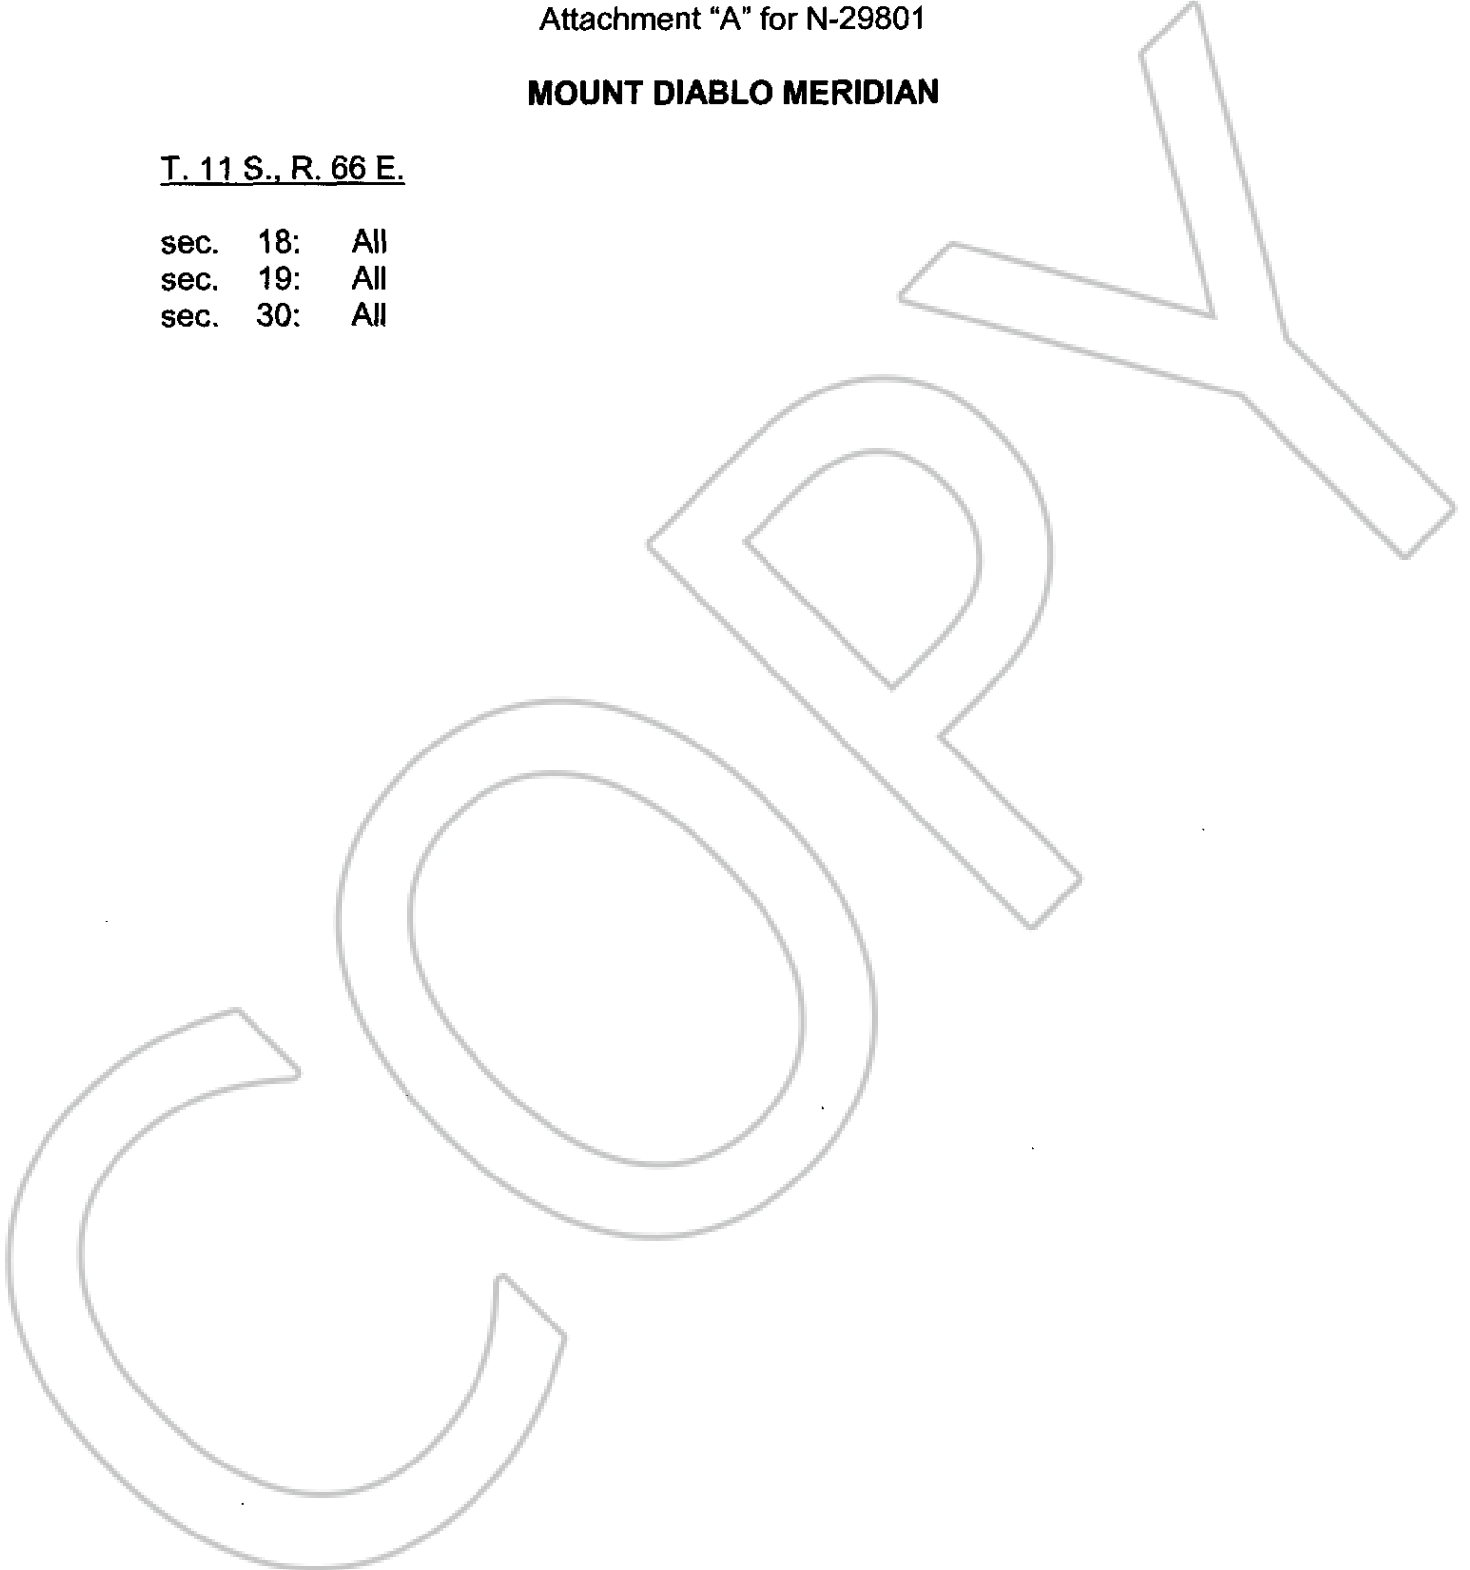 Attachment “A” for N-29801
MOUNT DIABLO MERIDIAN
T. 11 S., R. 66 E.
sec. 18: All
sec. 19: All
sec. 30: All
COPY